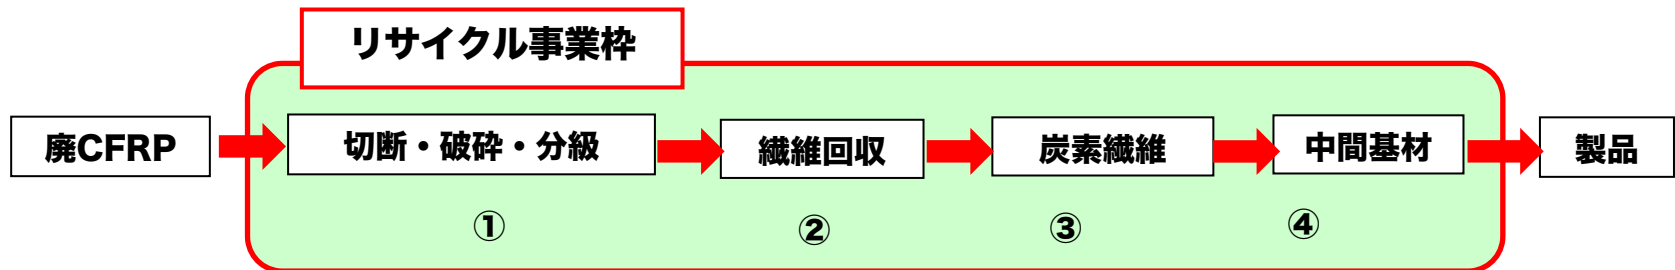 リサイクル事業枠
廃CFRP
切断・破砕・分級
繊維回収
炭素繊維
中間基材
製品
①
②
③
④